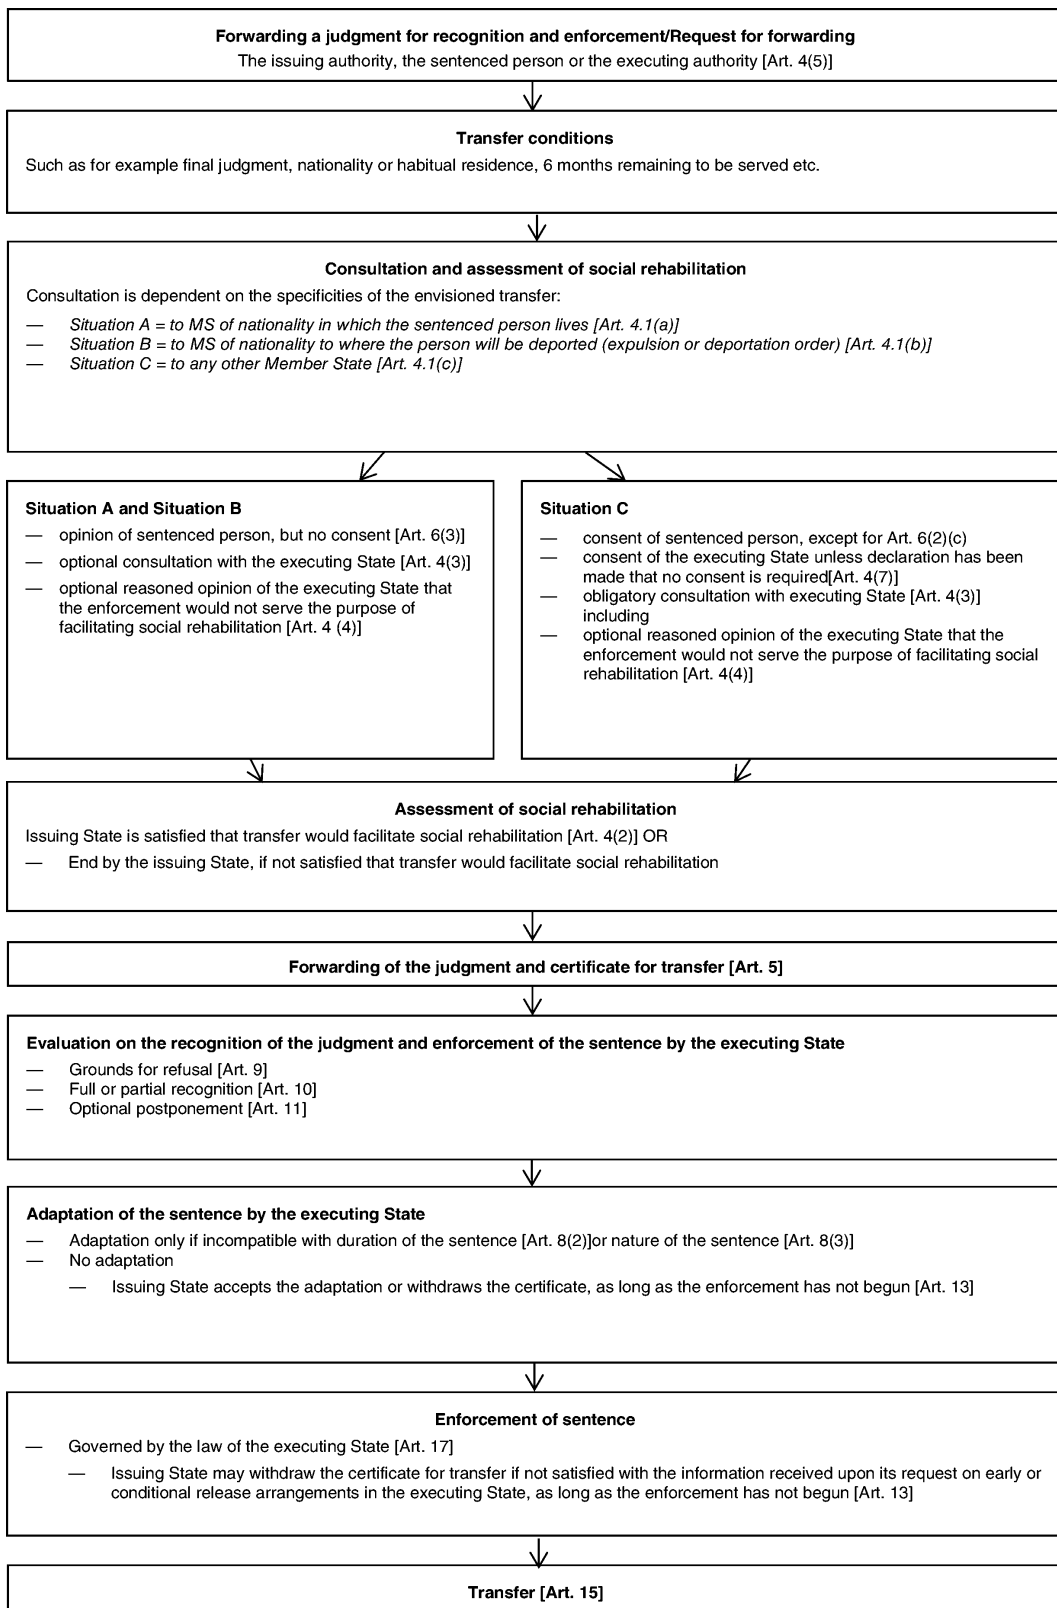 Forwarding a judgment for recognition and enforcement/Request for forwarding
The issuing authority, the sentenced person or the executing authority [Art. 4(5)]
Transfer conditions
Such as for example final judgment, nationality or habitual residence, 6 months remaining to be served etc.
Consultation and assessment of social rehabilitation
Consultation is dependent on the specificities of the envisioned transfer:
— Situation A = to MS of nationality in which the sentenced person lives [Art. 4.1(a)]
— Situation B = to MS of nationality to where the person will be deported (expulsion or deportation order) [Art. 4.1(b)]
— Situation C = to any other Member State [Art. 4.1(c)]
Situation A and Situation B
— opinion of sentenced person, but no consent [Art. 6(3)]
— optional consultation with the executing State [Art. 4(3)]
— optional reasoned opinion of the executing State that
the enforcement would not serve the purpose of
facilitating social rehabilitation [Art. 4 (4)]
Situation C
— consent of sentenced person, except for Art. 6(2)(c)
— consent of the executing State unless declaration has been
made that no consent is required[Art. 4(7)]
— obligatory consultation with executing State [Art. 4(3)]
including
— optional reasoned opinion of the executing State that the
enforcement would not serve the purpose of facilitating social
rehabilitation [Art. 4(4)]
Assessment of social rehabilitation
Issuing State is satisfied that transfer would facilitate social rehabilitation [Art. 4(2)] OR
— End by the issuing State, if not satisfied that transfer would facilitate social rehabilitation
Forwarding of the judgment and certificate for transfer [Art. 5]
Evaluation on the recognition of the judgment and enforcement of the sentence by the executing State
— Grounds for refusal [Art. 9]
— Full or partial recognition [Art. 10]
— Optional postponement [Art. 11]
Adaptation of the sentence by the executing State
— Adaptation only if incompatible with duration of the sentence [Art. 8(2)]or nature of the sentence [Art. 8(3)]
— No adaptation
— Issuing State accepts the adaptation or withdraws the certificate, as long as the enforcement has not begun [Art. 13]
Enforcement of sentence
— Governed by the law of the executing State [Art. 17]
— Issuing State may withdraw the certificate for transfer if not satisfied with the information received upon its request on early or
conditional release arrangements in the executing State, as long as the enforcement has not begun [Art. 13]
Transfer [Art. 15]